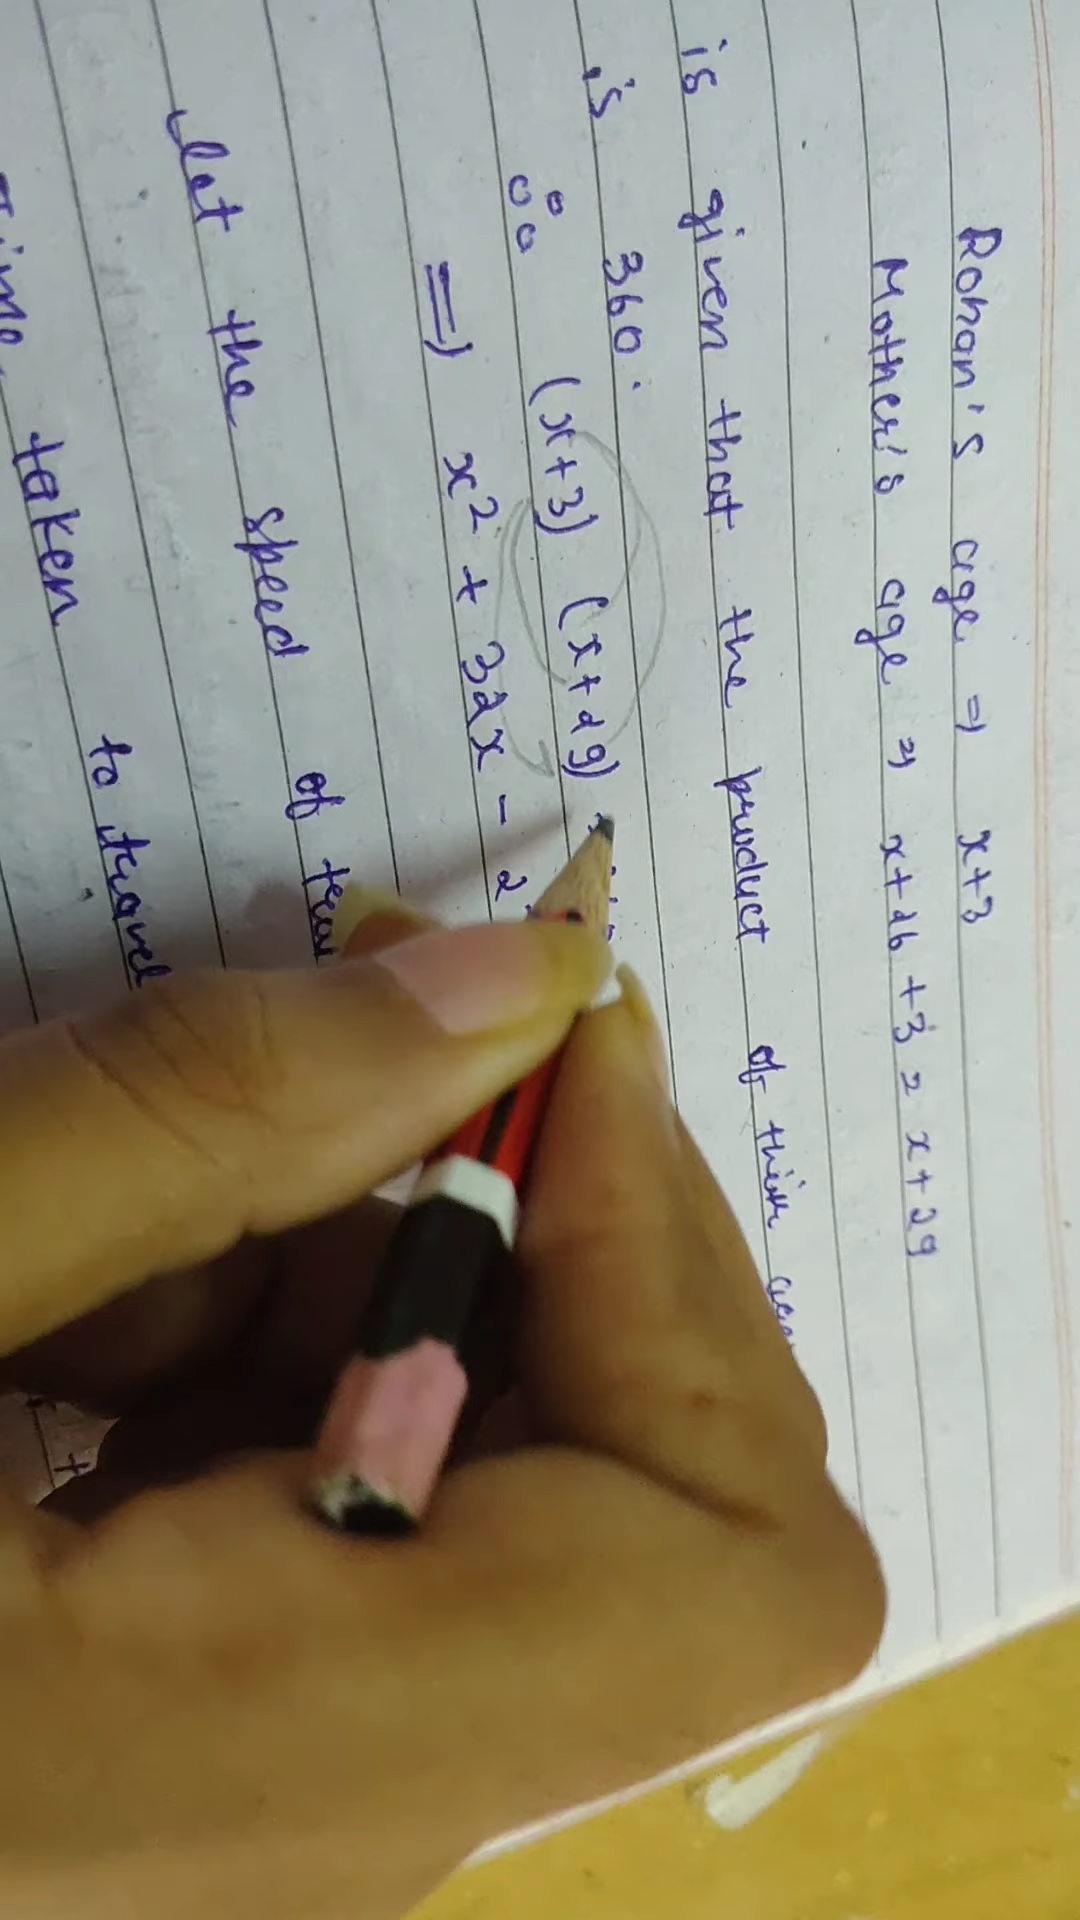 Rohan's age => x+3
Mother's age => x+26 +3 = x+29
is given that the product of their
is 360.
∴ (x+3) (x+29)
=> x² + 32x - 2
Let the speed of
taken to travel